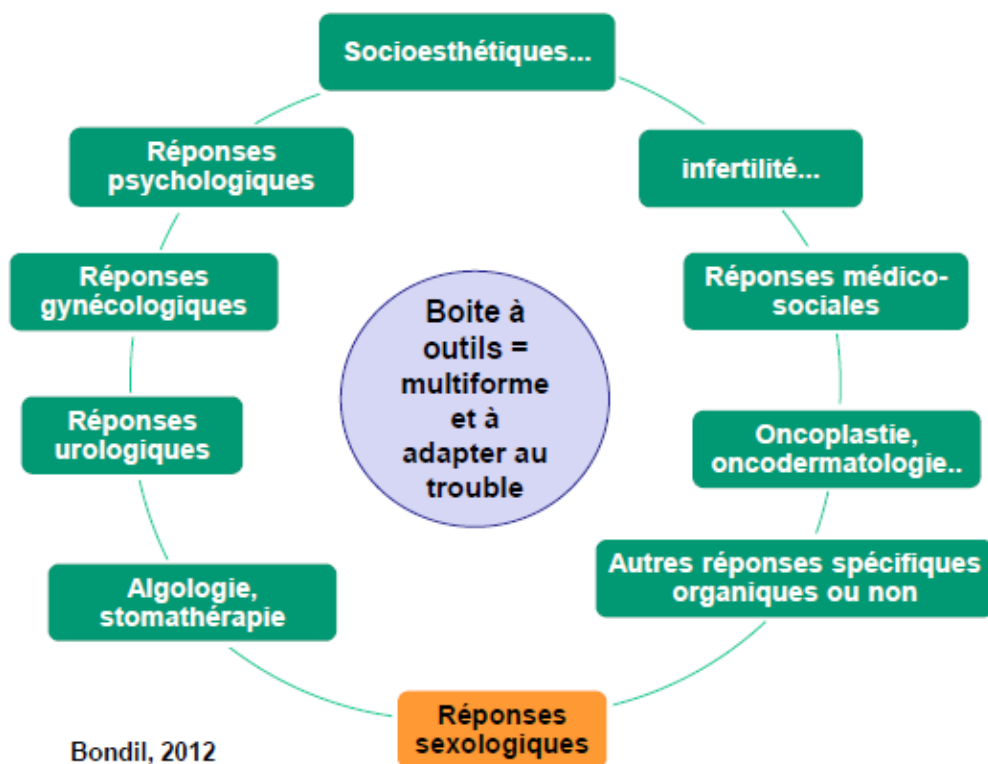 Socioesthétiques...
infertilité...
Réponses médico-
sociales
Oncoplastie,
oncodermatologie..
Autres réponses spécifiques
organiques ou non
Réponses
sexologiques
Algologie,
stomathérapie
Réponses
urologiques
Réponses
gynécologiques
Réponses
psychologiques
Boite à
outils =
multiforme
et à
adapter au
trouble
Bondil, 2012